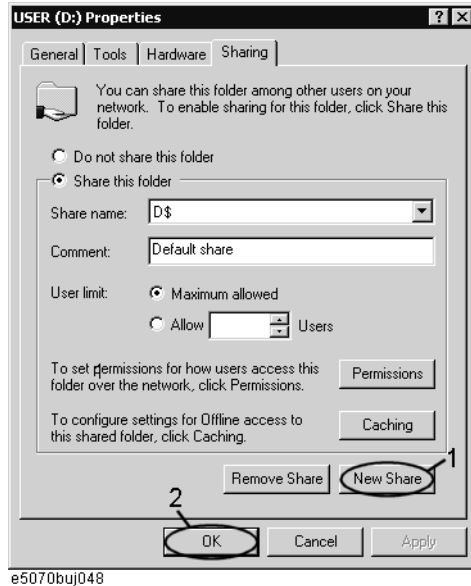 USER (D:) Properties
General Tools Hardware Sharing
You can share this folder among other users on your
network. To enable sharing for this folder, click Share this
folder.
Do not share this folder
Share this folder
Share name: D$
Comment: Default share
User limit: Maximum allowed
Allow Users
To set permissions for how users access this
folder over the network, click Permissions.
Permissions
To configure settings for Offline access to
this shared folder, click Caching.
Caching
1
Remove Share New Share
2
OK Cancel Apply
e5070buj048